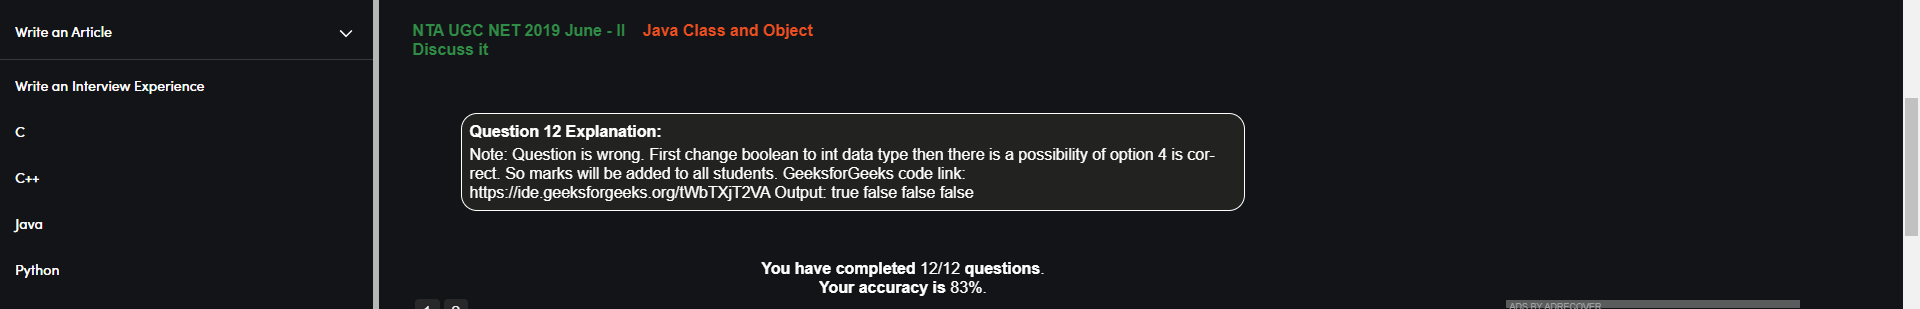 Write an Article
Write an Interview Experience
C
C++
Java
Python
NTA UGC NET 2019 June - II Java Class and Object
Discuss it
Question 12 Explanation:
Note: Question is wrong. First change boolean to int data type then there is a possibility of option 4 is cor-
rect. So marks will be added to all students. GeeksforGeeks code link:
https://ide.geeksforgeeks.org/tWbTXjT2VA Output: true false false false
You have completed 12/12 questions.
Your accuracy is 83%.
ADS BY ADRECOVER